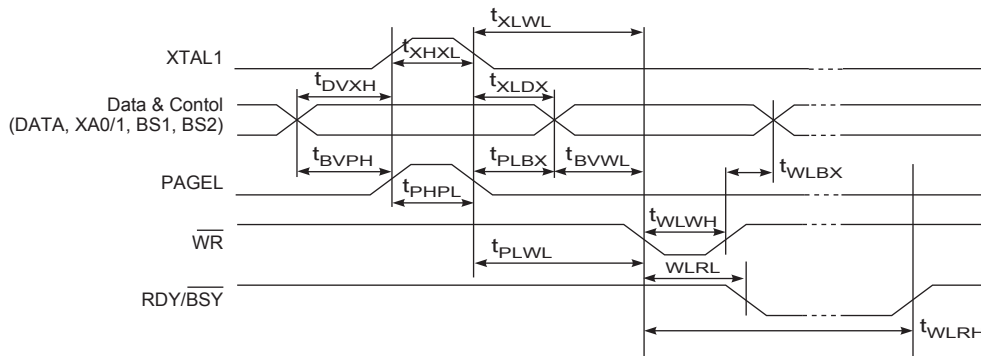 tXLWL
XTAL1
tXHXL
tDVXH
tXLDX
Data & Contol
(DATA, XA0/1, BS1, BS2)
tBVPH
tPLBX
tBVWL
tWLBX
PAGEL
tPHPL
tWLWH
WR
tPLWL
WLRL
RDY/BSY
tWLRH